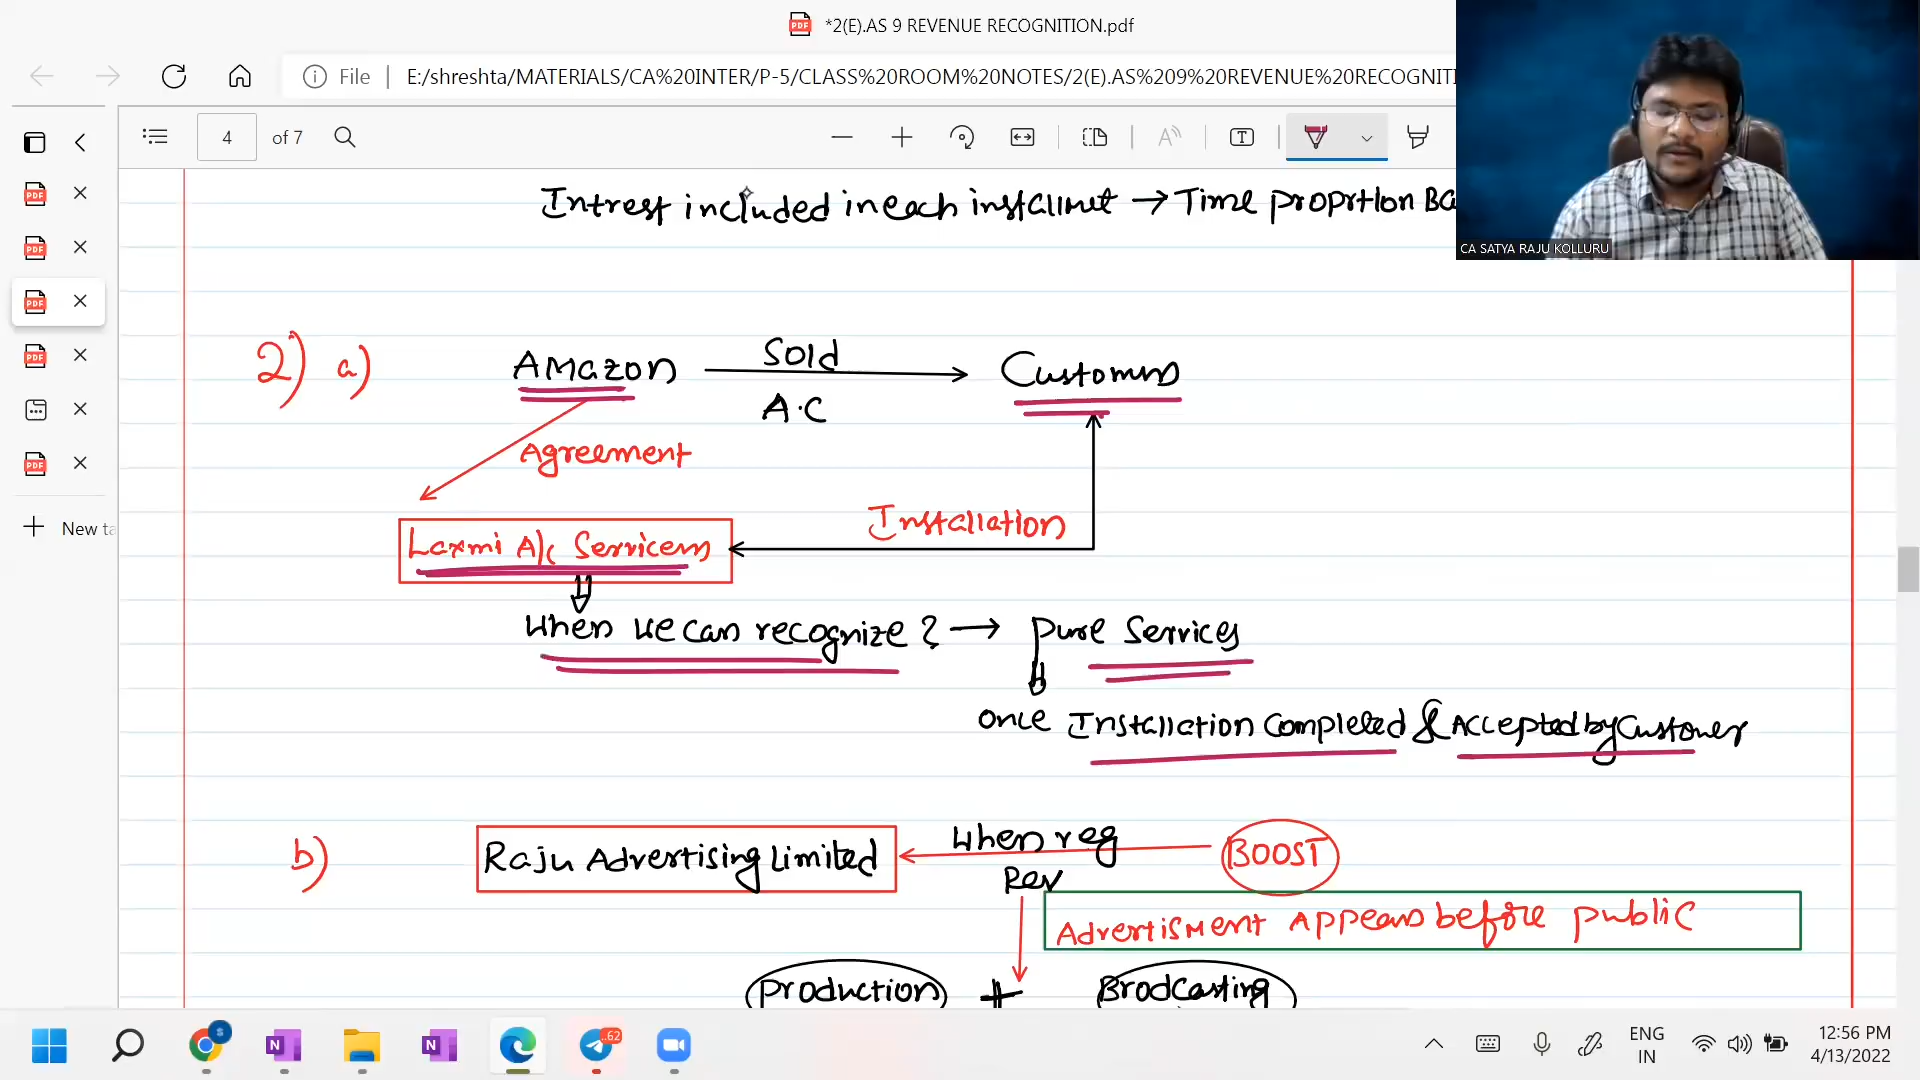 *2(E).AS 9 REVENUE RECOGNITION.pdf
File | E:/shreshta/MATERIALS/CA%20INTER/P-5/CLASS%20ROOM%20NOTES/2(E).AS%209%20REVENUE%20RECOGNITI
4 of 7
CA SATYA RAJU KOLLURU
New ta
Intrest included in each instalment → Time proprtion Ba
2) a) Amazon Sold Customers
A.C
Agreement
Installation
Laxmi A/c Services
When we can recognize ? → pure Services
once Installation Completed & Accepted by Customer
b) Raju Advertising Limited When reg BOOST
Rev
Advertisment Appears before public
Production + Brodcasting
..62
ENG
IN
12:56 PM
4/13/2022